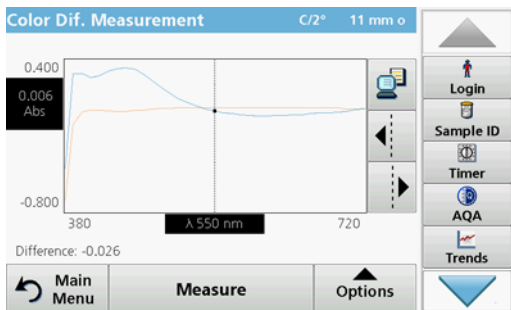 Color Dif. Measurement C/2° 11 mm o
0.400
0.006
Abs
-0.800
380 λ 550 nm 720
Difference: -0.026
Main
Menu
Measure
Options
Login
Sample ID
Timer
AQA
Trends